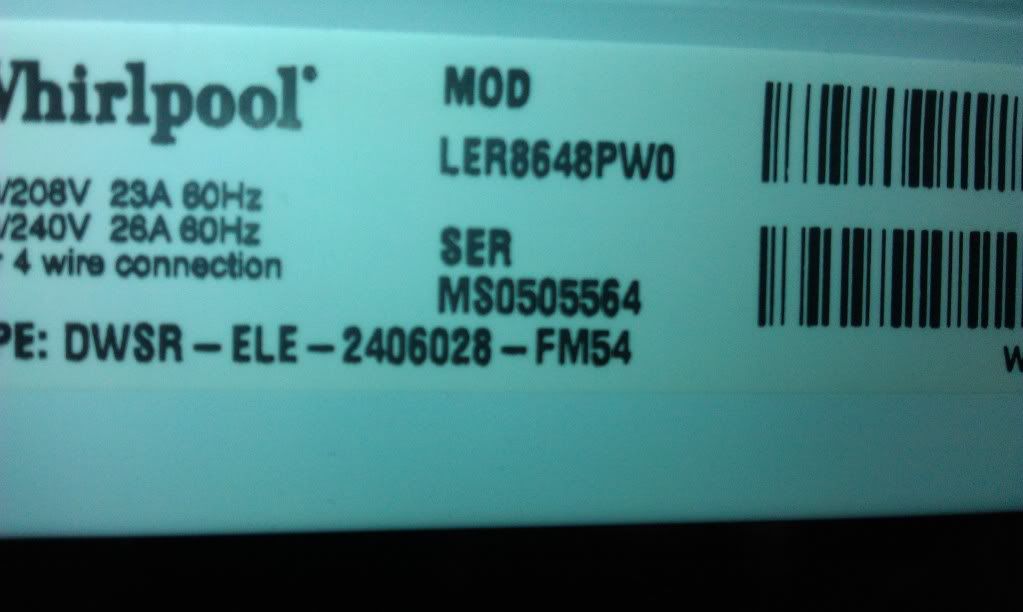 Whirlpool®
/208V 23A 60Hz
/240V 26A 60Hz
4 wire connection
MOD
LER8648PW0
SER
MS0505564
PE: DWSR-ELE-2406028-FM54
W